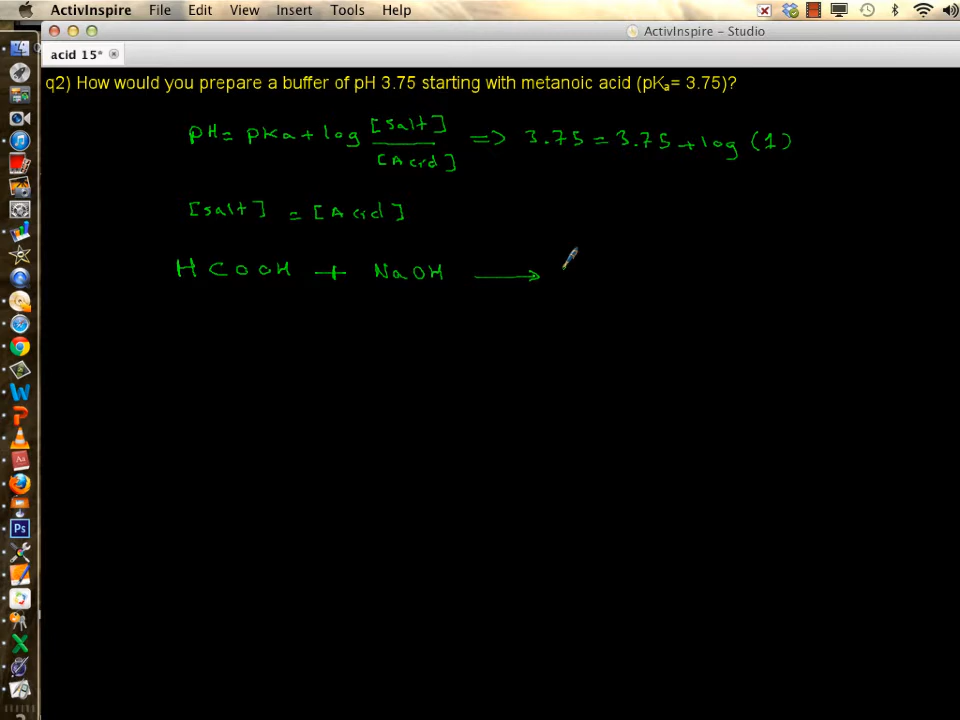 ActivInspire File Edit View Insert Tools Help
ActivInspire – Studio
acid 15*
q2) How would you prepare a buffer of pH 3.75 starting with metanoic acid (pKₐ= 3.75)?
pH= pKa + log [salt] / [Acid] => 3.75 = 3.75 + log (1)
[salt] = [Acid]
HCOOH + NaOH ⟶
W
P
Aa
Ps
X